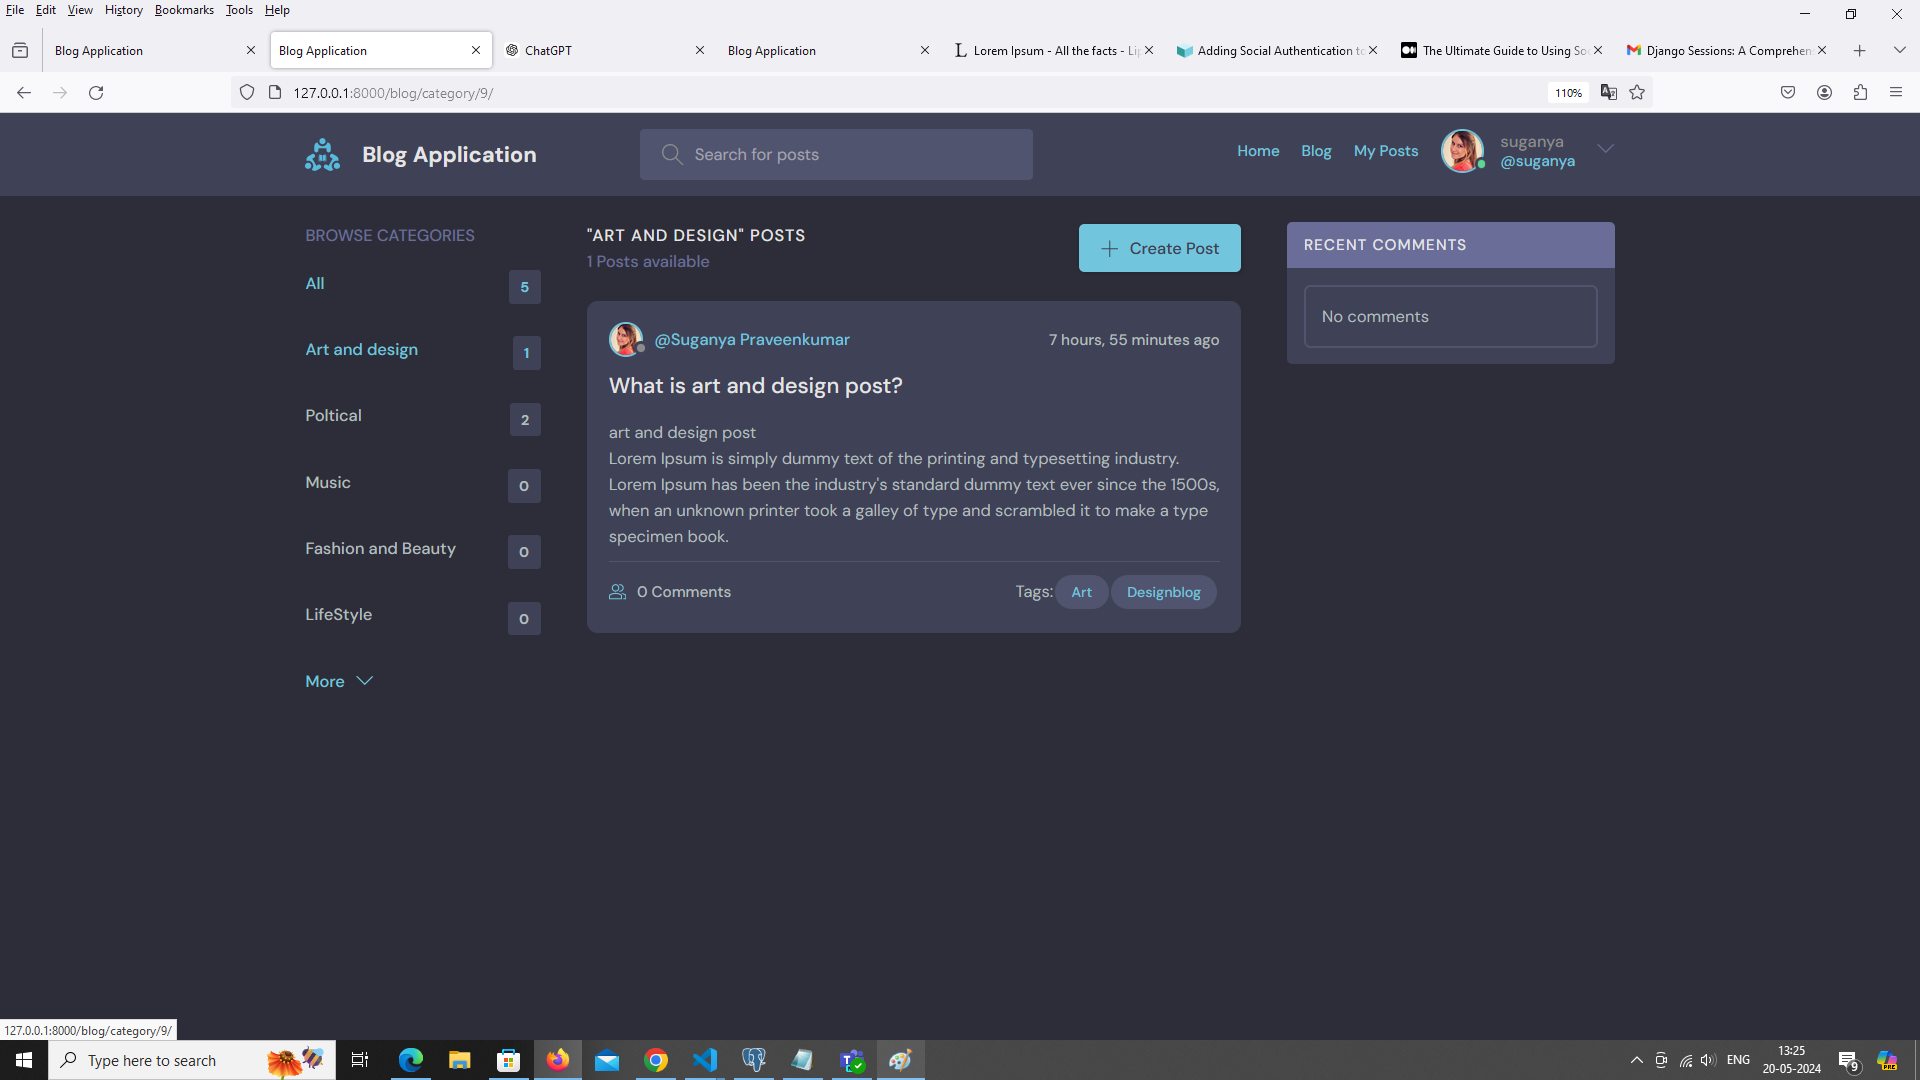 File Edit View History Bookmarks Tools Help
Blog Application
Blog Application
ChatGPT
Blog Application
Lorem Ipsum - All the facts - Lip
Adding Social Authentication to
The Ultimate Guide to Using So
Django Sessions: A Comprehen
127.0.0.1:8000/blog/category/9/
110%
Blog Application
Search for posts
Home Blog My Posts
suganya
@suganya
BROWSE CATEGORIES
All 5
Art and design 1
Poltical 2
Music 0
Fashion and Beauty 0
LifeStyle 0
More
"ART AND DESIGN" POSTS
1 Posts available
Create Post
@Suganya Praveenkumar
7 hours, 55 minutes ago
What is art and design post?
art and design post
Lorem Ipsum is simply dummy text of the printing and typesetting industry.
Lorem Ipsum has been the industry's standard dummy text ever since the 1500s,
when an unknown printer took a galley of type and scrambled it to make a type
specimen book.
0 Comments
Tags: Art Designblog
RECENT COMMENTS
No comments
127.0.0.1:8000/blog/category/9/
Type here to search
ENG
13:25
20-05-2024
9
PRE